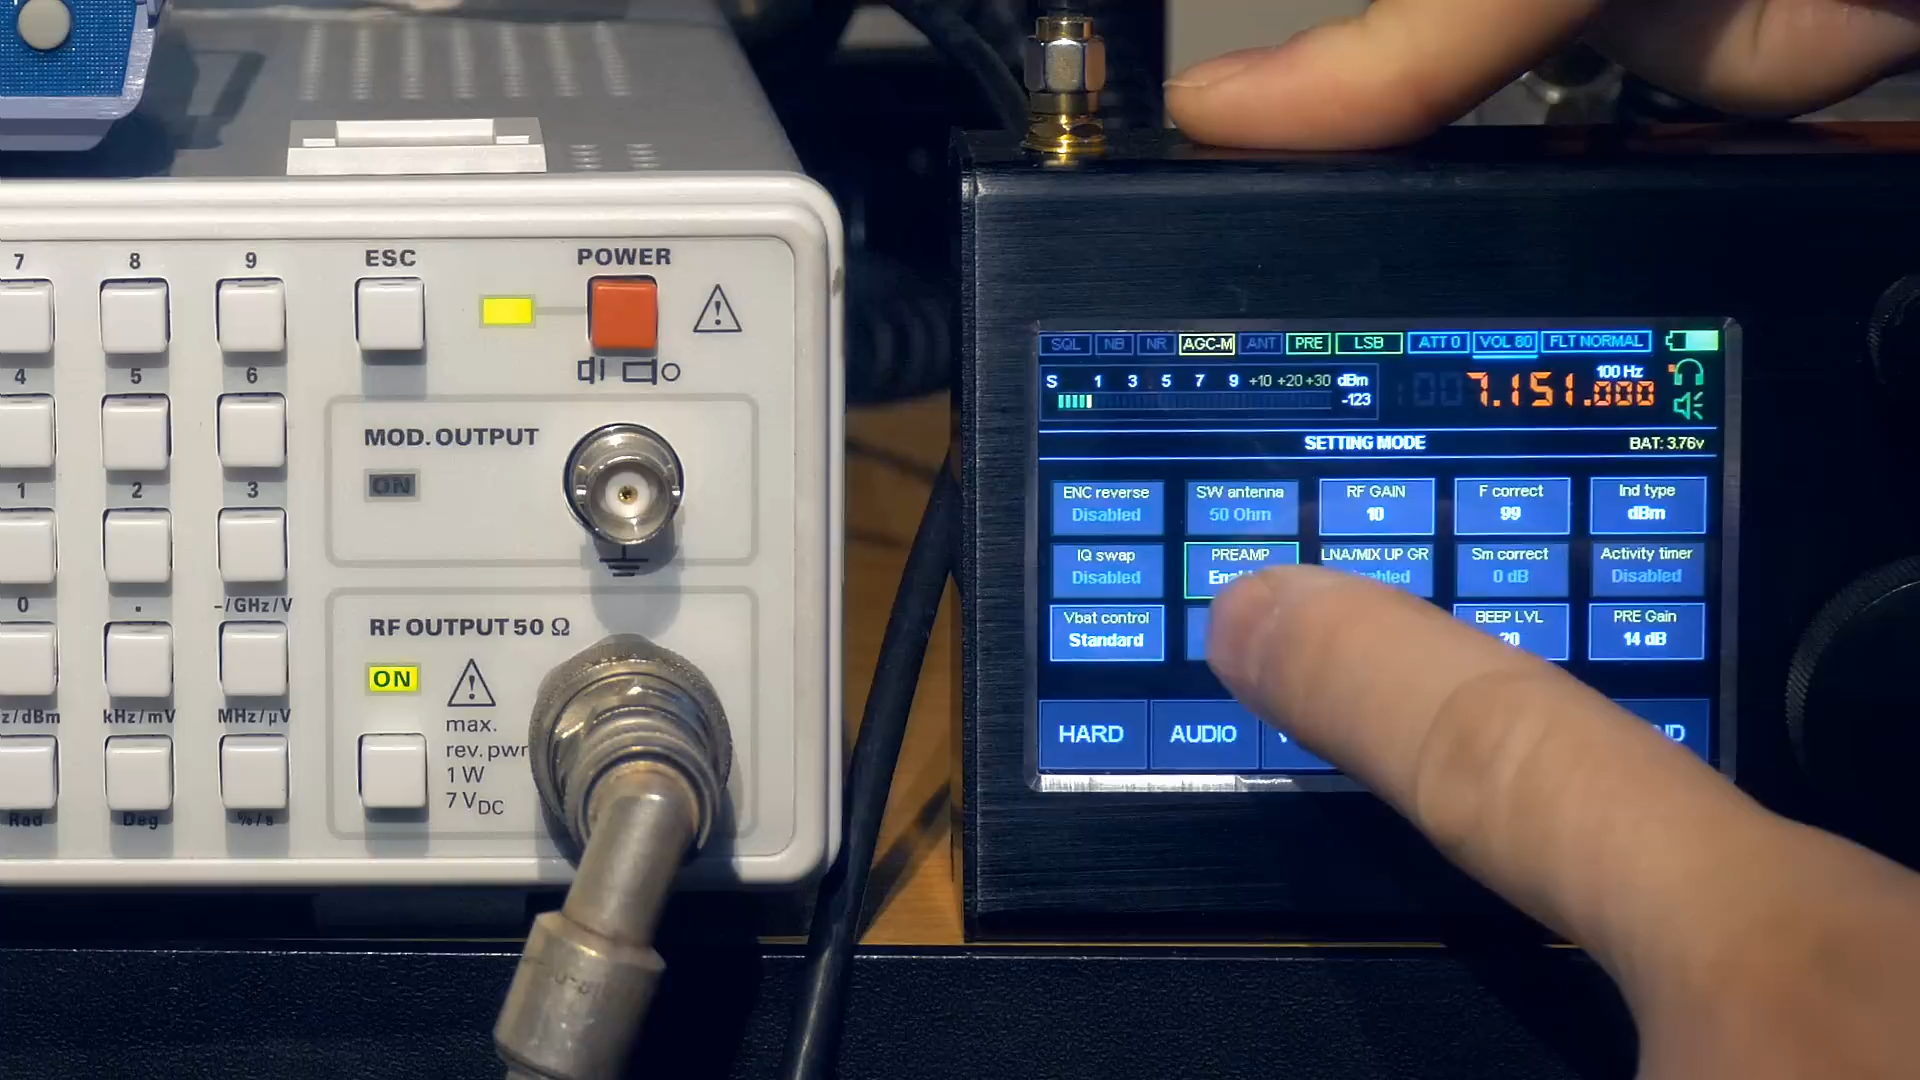 7 8 9 ESC POWER
4 5 6
MOD. OUTPUT
ON
1 2 3
0 . -/GHz/V
RF OUTPUT 50 Ω
ON
max.
rev. pwr
1 W
7 VDC
z/dBm kHz/mV MHz/µV
Rad Deg %/s
SQL NB NR AGC-M ANT PRE LSB ATT 0 VOL 80 FLT NORMAL
S 1 3 5 7 9 +10 +20 +30 dBm
-123
100 Hz
7.151.000
SETTING MODE BAT: 3.76v
ENC reverse
Disabled
SW antenna
50 Ohm
RF GAIN
10
F correct
99
Ind type
dBm
IQ swap
Disabled
PREAMP
LNA/MIX UP GR
Sm correct
0 dB
Activity timer
Disabled
Vbat control
Standard
BEEP LVL
20
PRE Gain
14 dB
HARD AUDIO